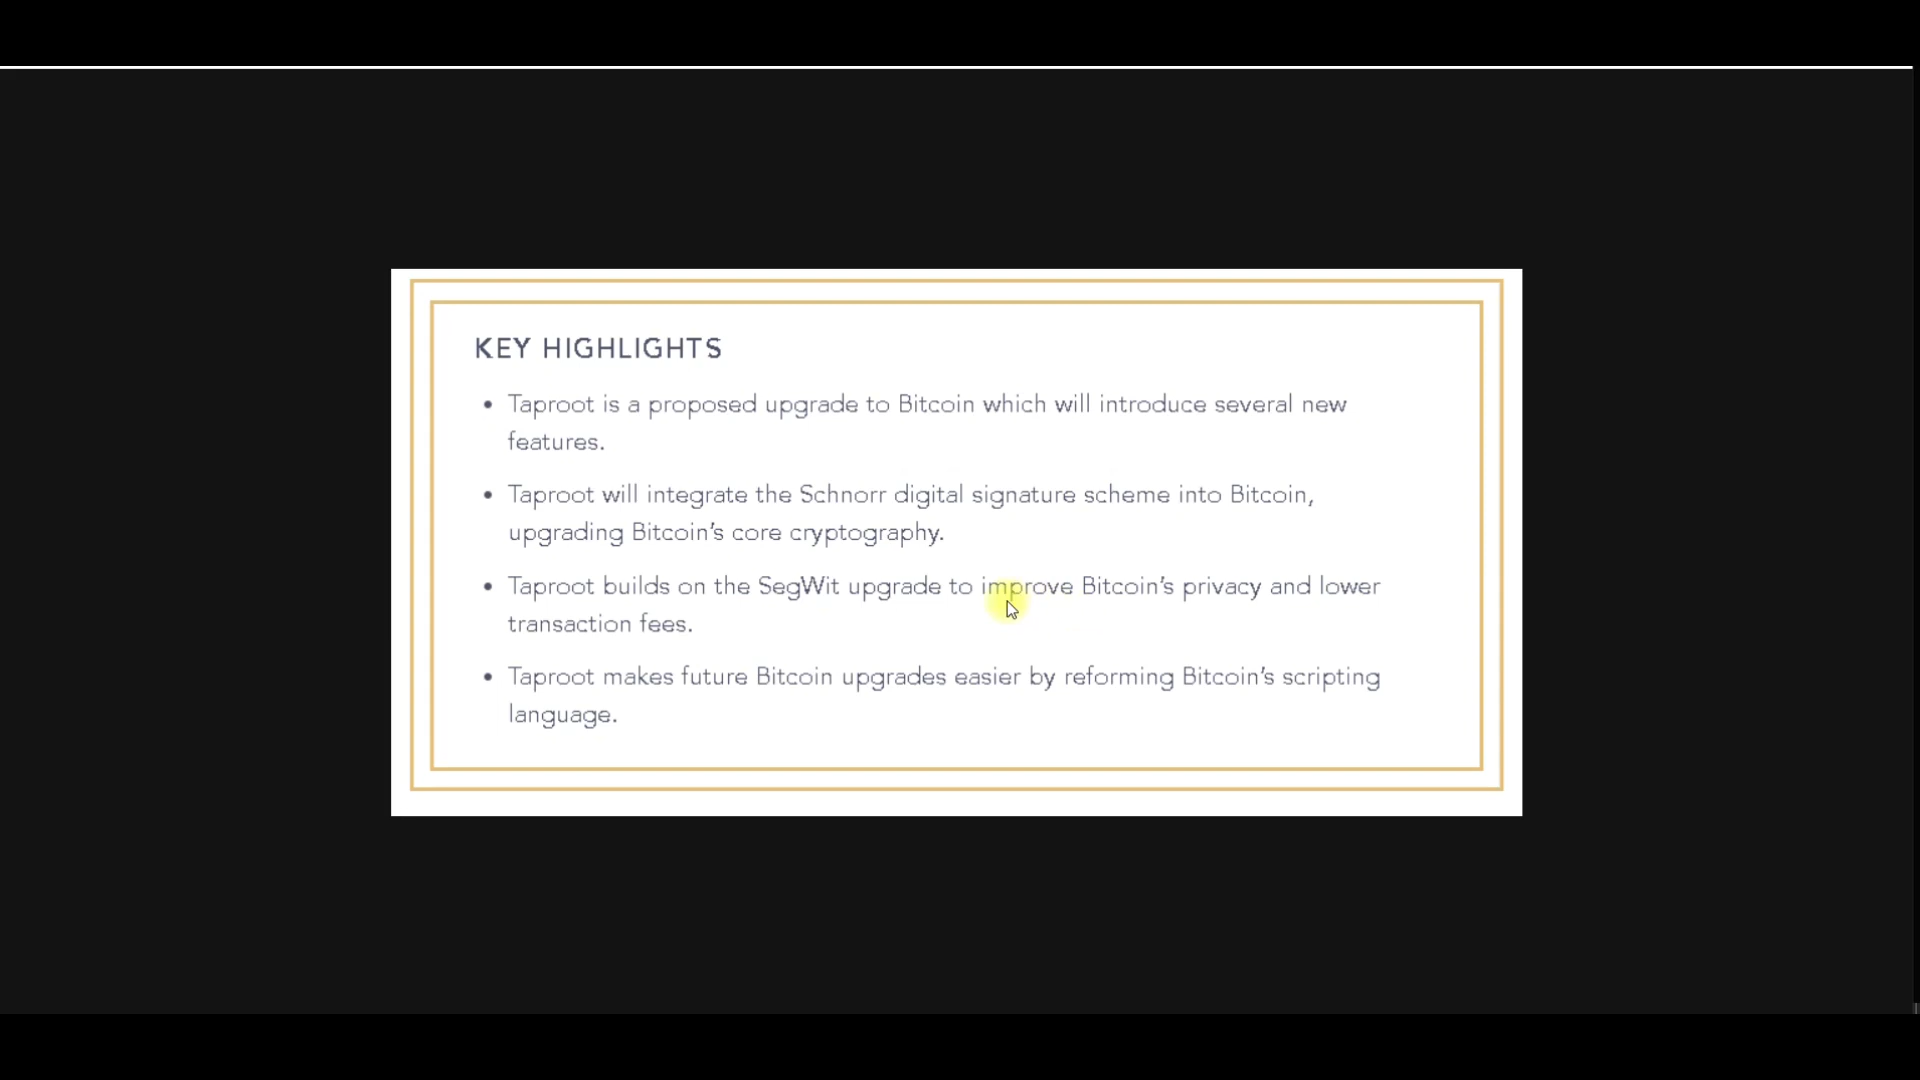 KEY HIGHLIGHTS
• Taproot is a proposed upgrade to Bitcoin which will introduce several new
features.
• Taproot will integrate the Schnorr digital signature scheme into Bitcoin,
upgrading Bitcoin's core cryptography.
• Taproot builds on the SegWit upgrade to improve Bitcoin's privacy and lower
transaction fees.
• Taproot makes future Bitcoin upgrades easier by reforming Bitcoin's scripting
language.